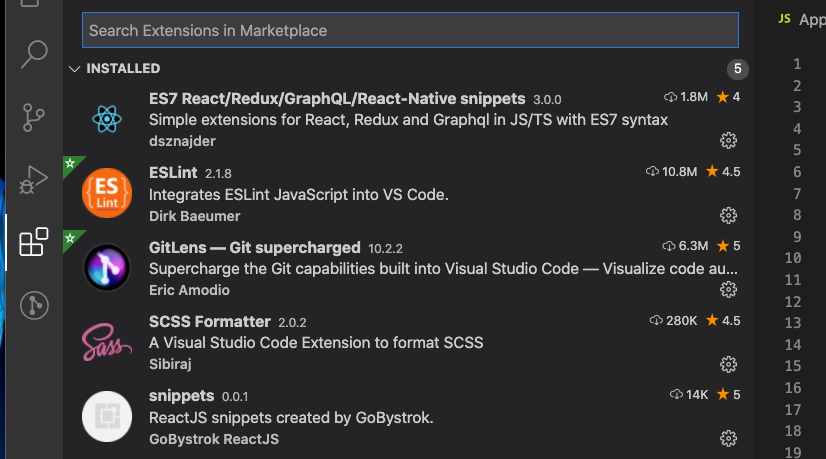 Search Extensions in Marketplace
JS App
INSTALLED 5
ES7 React/Redux/GraphQL/React-Native snippets 3.0.0 1.8M ★ 4
Simple extensions for React, Redux and Graphql in JS/TS with ES7 syntax
dsznajder
ESLint 2.1.8 10.8M ★ 4.5
Integrates ESLint JavaScript into VS Code.
Dirk Baeumer
{ES}
Lint
GitLens — Git supercharged 10.2.2 6.3M ★ 5
Supercharge the Git capabilities built into Visual Studio Code — Visualize code au...
Eric Amodio
SCSS Formatter 2.0.2 280K ★ 4.5
A Visual Studio Code Extension to format SCSS
Sibiraj
Sass
snippets 0.0.1 14K ★ 5
ReactJS snippets created by GoBystrok.
GoBystrok ReactJS
1
2
3
4
5
6
7
8
9
10
11
12
13
14
15
16
17
18
19